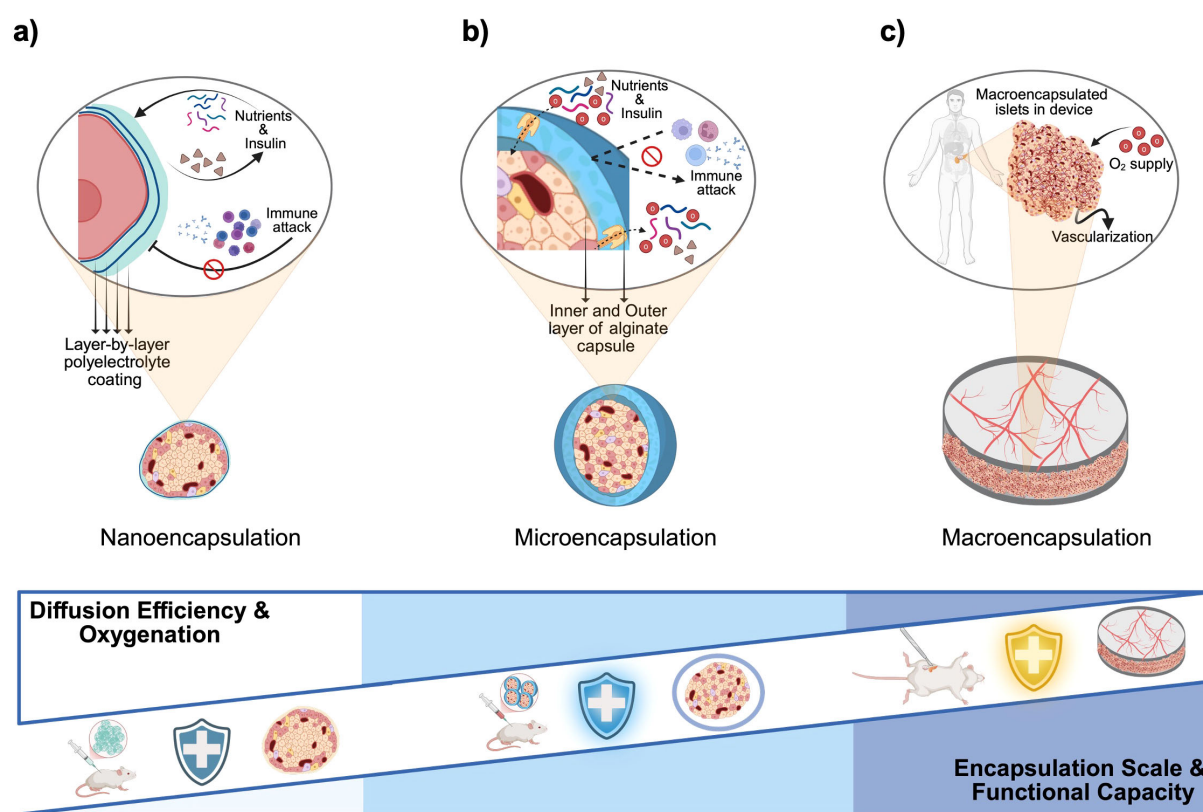 a)
Nutrients
&
Insulin
Immune
attack
Layer-by-layer
polyelectrolyte
coating
Nanoencapsulation
b)
Nutrients
&
Insulin
Immune
attack
Inner and Outer
layer of alginate
capsule
Microencapsulation
c)
Macroencapsulated
islets in device
O₂ supply
Vascularization
Macroencapsulation
Diffusion Efficiency &
Oxygenation
Encapsulation Scale &
Functional Capacity